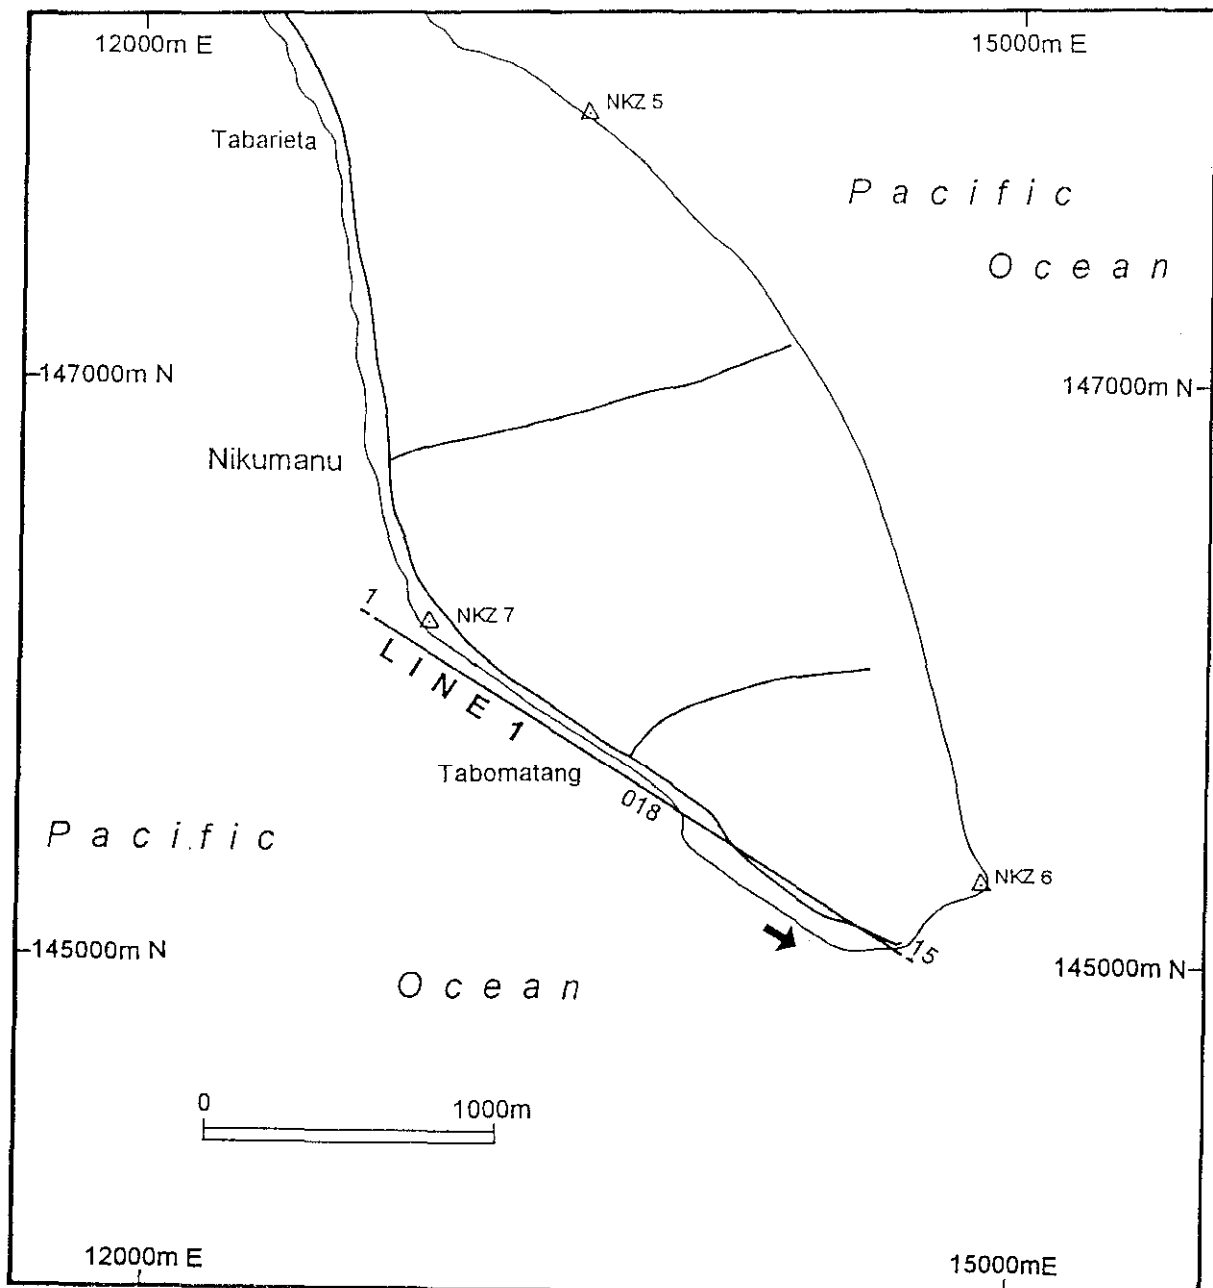 12000m E
15000m E
NKZ 5
Tabarieta
Pacific
Ocean
147000m N
147000m N
Nikumanu
1
NKZ 7
LINE 1
Tabomatang
018
Pacific
NKZ 6
15
145000m N
145000m N
Ocean
0
1000m
12000m E
15000mE